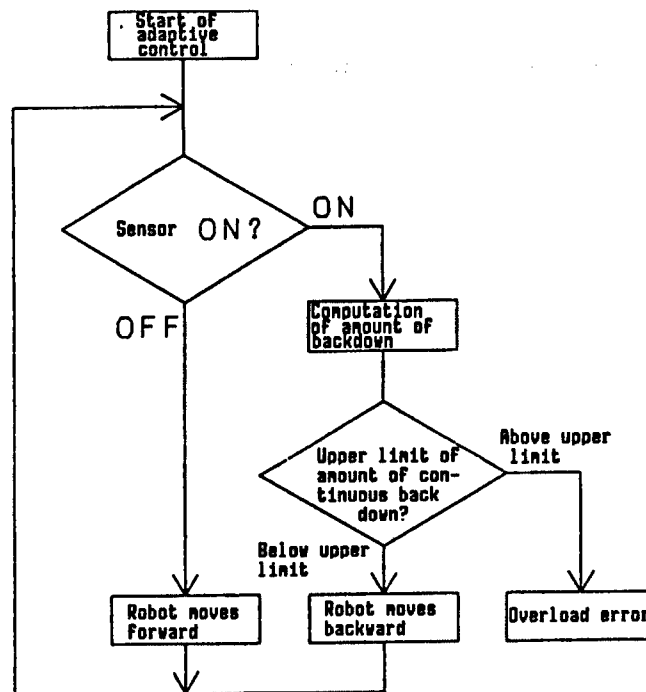 Start of
adaptive
control
Sensor ON?
ON
OFF
Computation
of amount of
backdown
Upper limit of
amount of con-
tinuous back
down?
Above upper
limit
Below upper
limit
Robot moves
forward
Robot moves
backward
Overload error